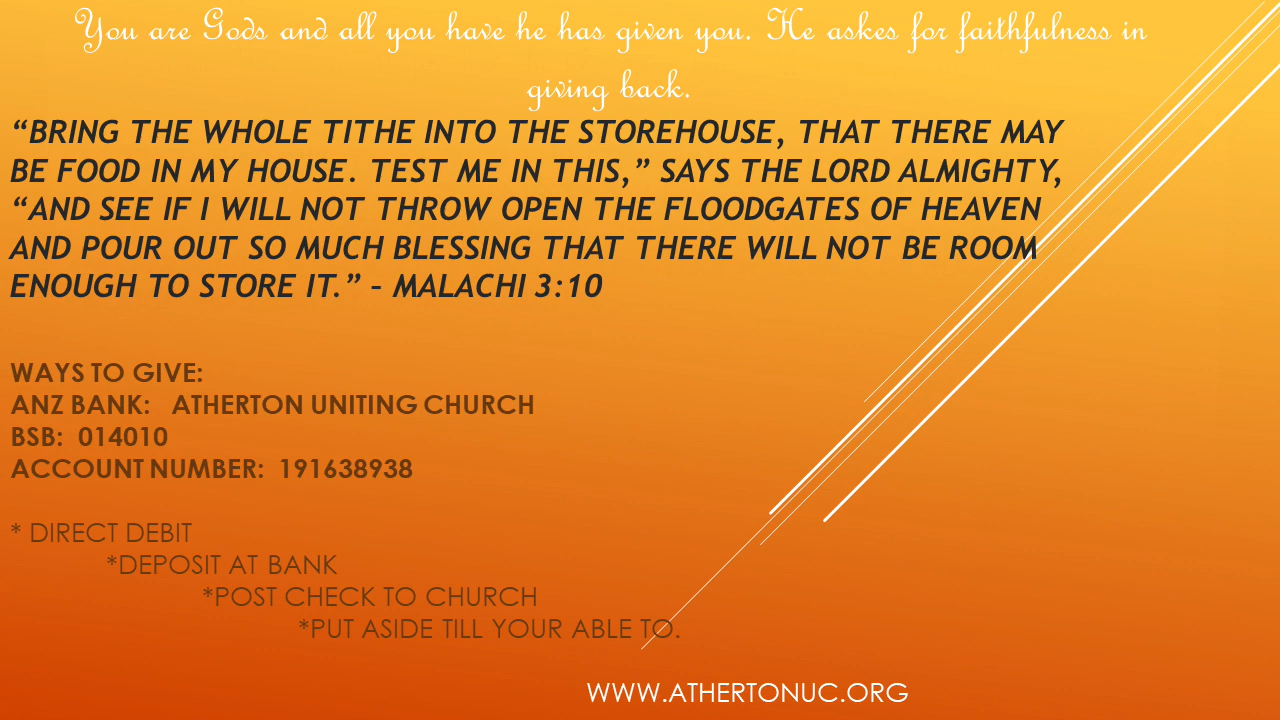 You are Gods and all you have he has given you. He askes for faithfulness in
giving back.
“BRING THE WHOLE TITHE INTO THE STOREHOUSE, THAT THERE MAY
BE FOOD IN MY HOUSE. TEST ME IN THIS,” SAYS THE LORD ALMIGHTY,
“AND SEE IF I WILL NOT THROW OPEN THE FLOODGATES OF HEAVEN
AND POUR OUT SO MUCH BLESSING THAT THERE WILL NOT BE ROOM
ENOUGH TO STORE IT.” – MALACHI 3:10
WAYS TO GIVE:
ANZ BANK: ATHERTON UNITING CHURCH
BSB: 014010
ACCOUNT NUMBER: 191638938
* DIRECT DEBIT
*DEPOSIT AT BANK
*POST CHECK TO CHURCH
*PUT ASIDE TILL YOUR ABLE TO.
WWW.ATHERTONUC.ORG